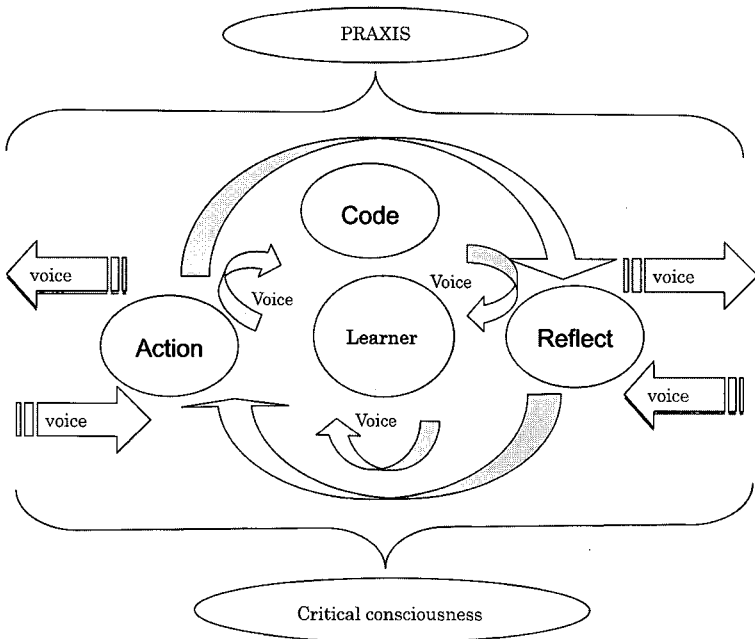 PRAXIS
Code
voice
Voice
Voice
voice
Action
Learner
Reflect
voice
Voice
voice
Critical consciousness